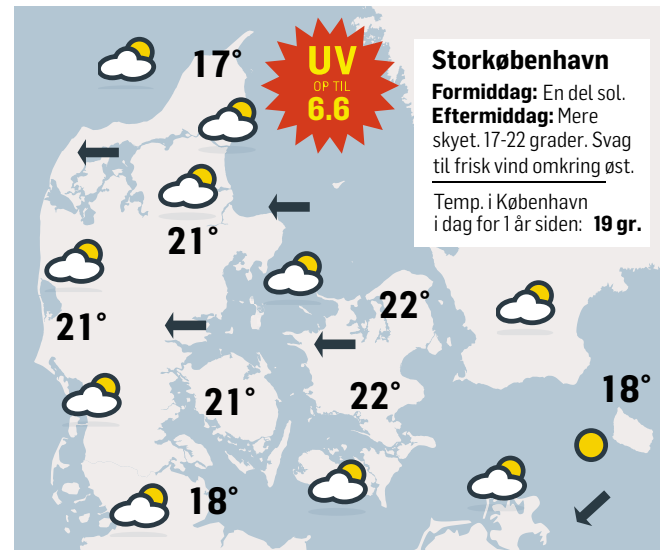 17°
UV
OP TIL
6.6
Storkøbenhavn
Formiddag: En del sol.
Eftermiddag: Mere
skyet. 17-22 grader. Svag
til frisk vind omkring øst.
Temp. i København
i dag for 1 år siden: 19 gr.
21°
21°
22°
21°
22°
18°
18°